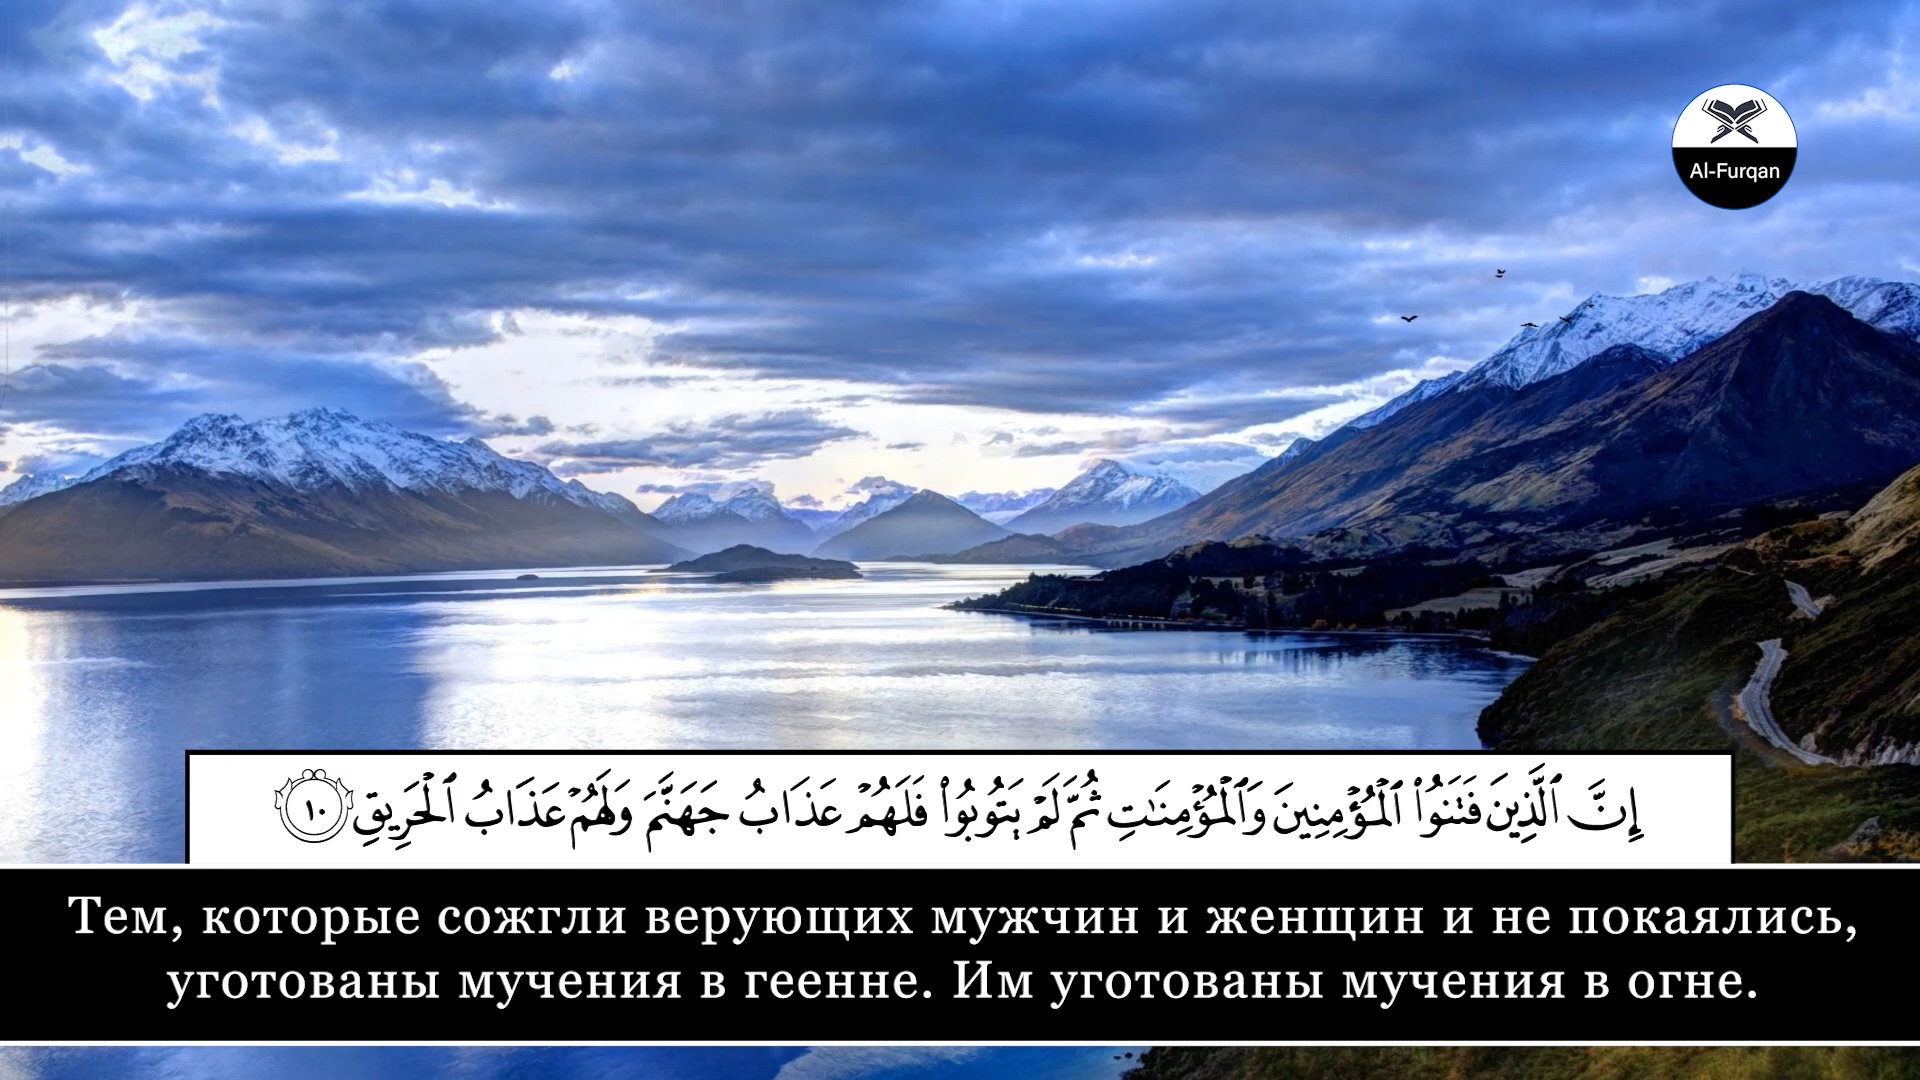 Al-Furqan
إِنَّ ٱلَّذِينَ فَتَنُوا۟ ٱلْمُؤْمِنِينَ وَٱلْمُؤْمِنَـٰتِ ثُمَّ لَمْ يَتُوبُوا۟ فَلَهُمْ عَذَابُ جَهَنَّمَ وَلَهُمْ عَذَابُ ٱلْحَرِيقِ ١٠
Тем, которые сожгли верующих мужчин и женщин и не покаялись,
уготованы мучения в геенне. Им уготованы мучения в огне.